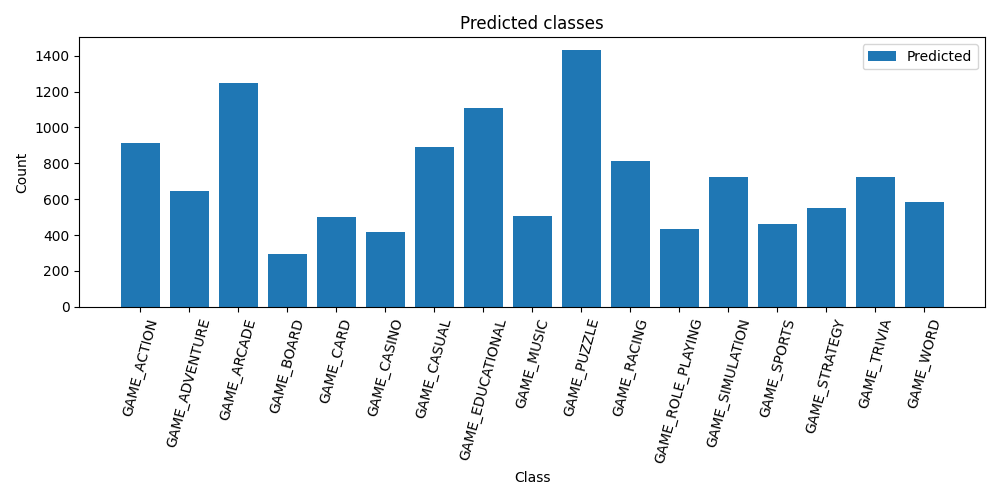 Predicted classes
Predicted
Count
1400
1200
1000
800
600
400
200
0
GAME_ACTION
GAME_ADVENTURE
GAME_ARCADE
GAME_BOARD
GAME_CARD
GAME_CASINO
GAME_CASUAL
GAME_EDUCATIONAL
GAME_MUSIC
GAME_PUZZLE
GAME_RACING
GAME_ROLE_PLAYING
GAME_SIMULATION
GAME_SPORTS
GAME_STRATEGY
GAME_TRIVIA
GAME_WORD
Class